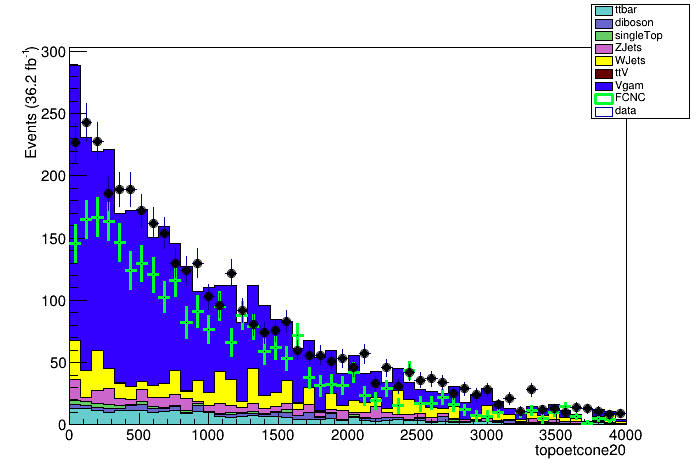 ttbar
diboson
singleTop
ZJets
WJets
ttV
Vgam
FCNC
data
Events (36.2 fb⁻¹)
300
250
200
150
100
50
0
0 500 1000 1500 2000 2500 3000 3500 4000
topoetcone20